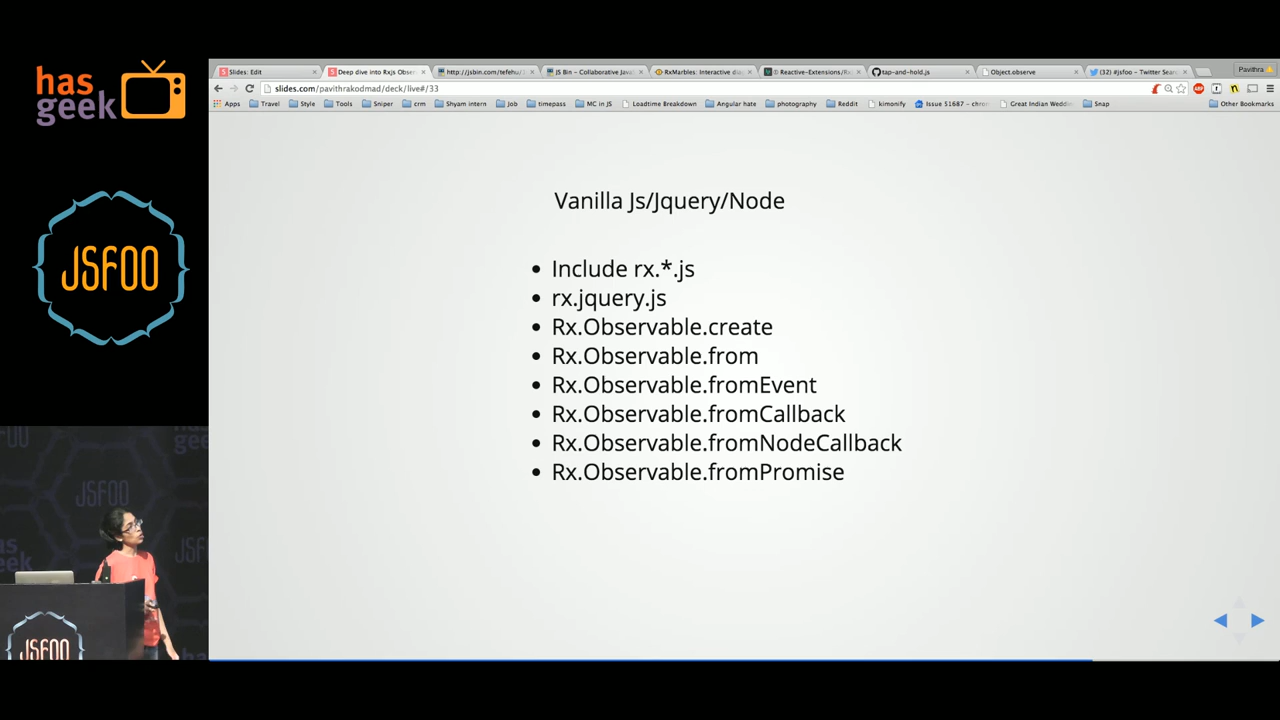 has
geek
JSFOO
Slides: Edit
Deep dive into Rxjs Obser
http://jsbin.com/tefehu/
JS Bin - Collaborative Java
RxMarbles: Interactive dia
Reactive-Extensions/Rx
tap-and-hold.js
Object.observe
(32) #jsfoo - Twitter Searc
Pavithra
slides.com/pavithrakodmad/deck/live#/33
Apps Travel Style Tools Sniper crm Shyam intern Job timepass MC in JS Loadtime Breakdown Angular hate photography Reddit kimonify Issue 51687 - chrom Great Indian Weddi Snap Other Bookmarks
Vanilla Js/Jquery/Node
• Include rx.*.js
• rx.jquery.js
• Rx.Observable.create
• Rx.Observable.from
• Rx.Observable.fromEvent
• Rx.Observable.fromCallback
• Rx.Observable.fromNodeCallback
• Rx.Observable.fromPromise
JSFOO
geek
JSFOO